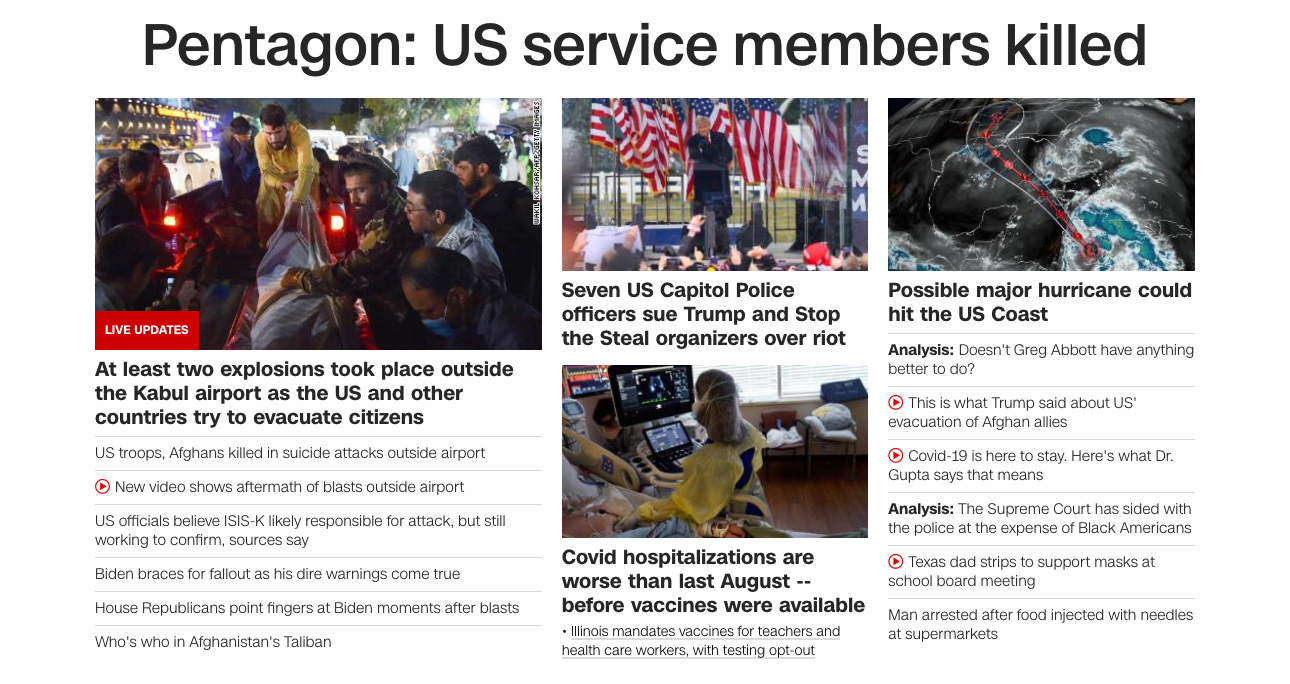 Pentagon: US service members killed
WAKIL KOHSAR/AFP/GETTY IMAGES
LIVE UPDATES
At least two explosions took place outside
the Kabul airport as the US and other
countries try to evacuate citizens
US troops, Afghans killed in suicide attacks outside airport
New video shows aftermath of blasts outside airport
US officials believe ISIS-K likely responsible for attack, but still
working to confirm, sources say
Biden braces for fallout as his dire warnings come true
House Republicans point fingers at Biden moments after blasts
Who's who in Afghanistan's Taliban
Seven US Capitol Police
officers sue Trump and Stop
the Steal organizers over riot
Covid hospitalizations are
worse than last August --
before vaccines were available
• Illinois mandates vaccines for teachers and
health care workers, with testing opt-out
Possible major hurricane could
hit the US Coast
Analysis: Doesn't Greg Abbott have anything
better to do?
This is what Trump said about US'
evacuation of Afghan allies
Covid-19 is here to stay. Here's what Dr.
Gupta says that means
Analysis: The Supreme Court has sided with
the police at the expense of Black Americans
Texas dad strips to support masks at
school board meeting
Man arrested after food injected with needles
at supermarkets